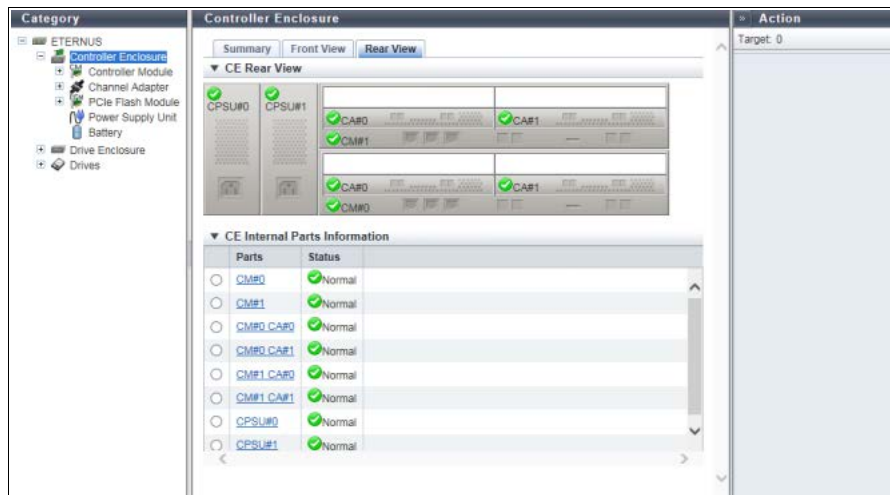 Category
Controller Enclosure
» Action
Target: 0
ETERNUS
Controller Enclosure
Controller Module
Channel Adapter
PCIe Flash Module
Power Supply Unit
Battery
Drive Enclosure
Drives
Summary Front View Rear View
▼ CE Rear View
CPSU#0 CPSU#1
CA#0 CA#1
CM#1
CA#0 CA#1
CM#0
▼ CE Internal Parts Information
Parts Status
CM#0 Normal
CM#1 Normal
CM#0 CA#0 Normal
CM#0 CA#1 Normal
CM#1 CA#0 Normal
CM#1 CA#1 Normal
CPSU#0 Normal
CPSU#1 Normal